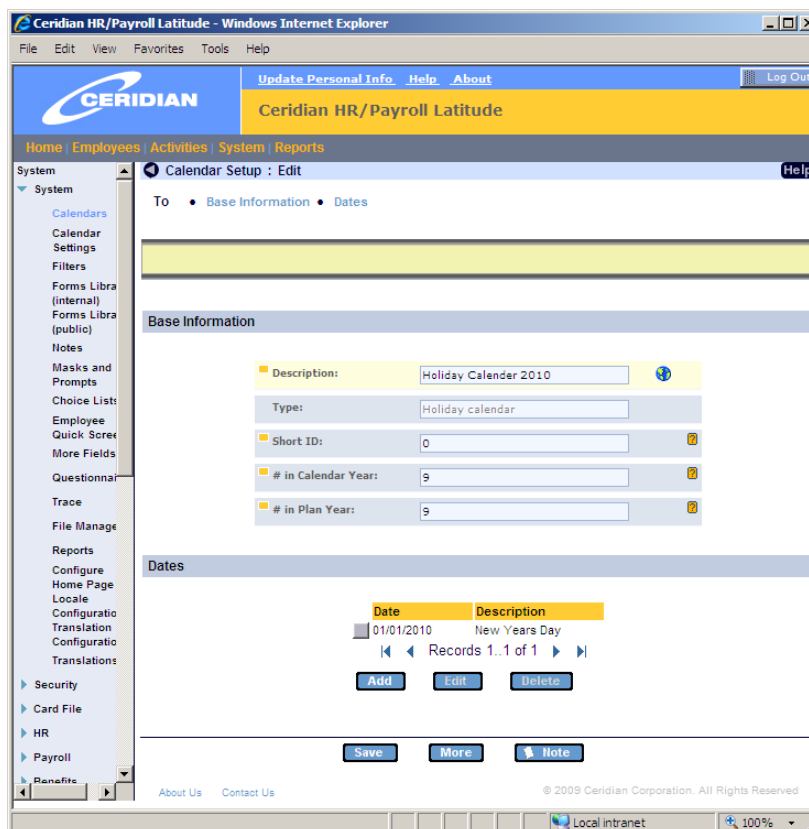 Ceridian HR/Payroll Latitude - Windows Internet Explorer
File Edit View Favorites Tools Help
CERIDIAN
Update Personal Info Help About
Log Out
Ceridian HR/Payroll Latitude
Home | Employees | Activities | System | Reports
System
System
Calendars
Calendar
Settings
Filters
Forms Libra
(internal)
Forms Libra
(public)
Notes
Masks and
Prompts
Choice Lists
Employee
Quick Scree
More Fields
Questionnai
Trace
File Manage
Reports
Configure
Home Page
Locale
Configuratio
Translation
Configuratio
Translations
Security
Card File
HR
Payroll
Benefits
Calendar Setup : Edit
Help
To • Base Information • Dates
Base Information
Description: Holiday Calender 2010
Type: Holiday calendar
Short ID: 0
# in Calendar Year: 9
# in Plan Year: 9
Dates
Date Description
01/01/2010 New Years Day
Records 1..1 of 1
Add Edit Delete
Save More Note
About Us Contact Us © 2009 Ceridian Corporation. All Rights Reserved
Local intranet 100%